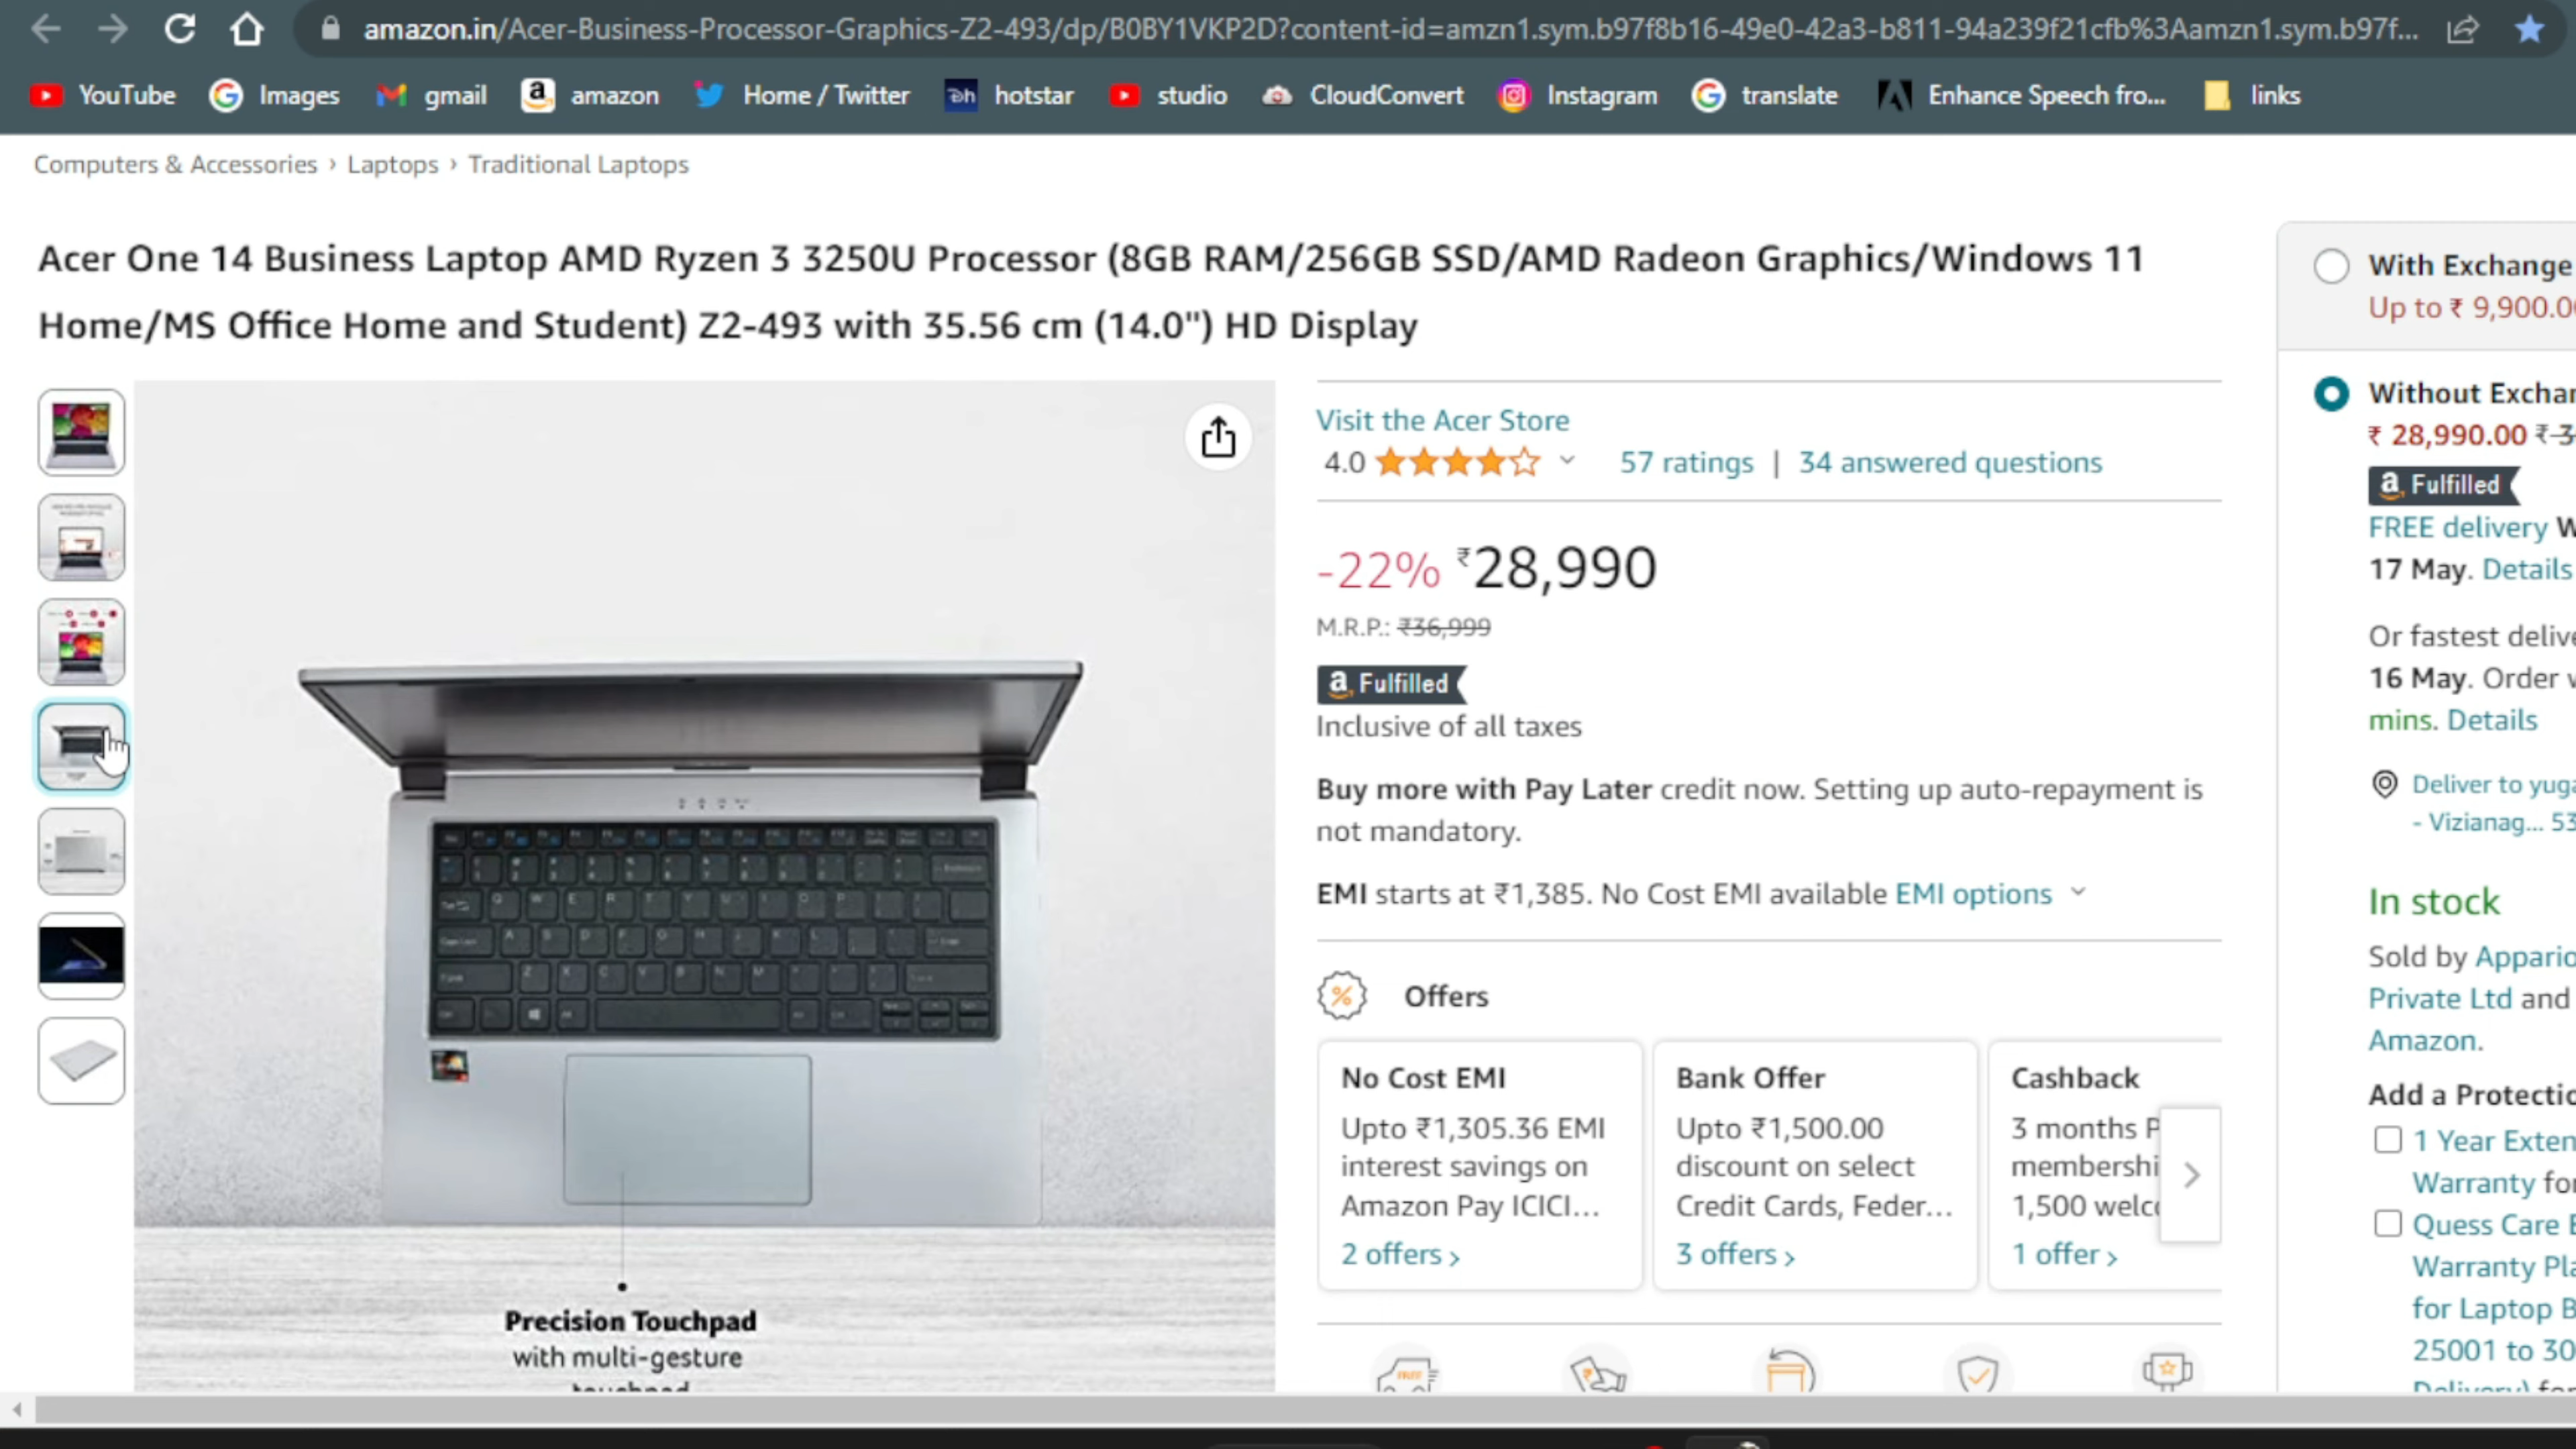 amazon.in/Acer-Business-Processor-Graphics-Z2-493/dp/B0BY1VKP2D?content-id=amzn1.sym.b97f8b16-49e0-42a3-b811-94a239f21cfb%3Aamzn1.sym.b97f...
YouTube Images gmail amazon Home / Twitter hotstar studio CloudConvert Instagram translate Enhance Speech fro... links
Computers & Accessories › Laptops › Traditional Laptops
Acer One 14 Business Laptop AMD Ryzen 3 3250U Processor (8GB RAM/256GB SSD/AMD Radeon Graphics/Windows 11
Home/MS Office Home and Student) Z2-493 with 35.56 cm (14.0") HD Display
Visit the Acer Store
4.0 57 ratings | 34 answered questions
-22% ₹28,990
M.R.P.: ₹36,999
a Fulfilled
Inclusive of all taxes
Buy more with Pay Later credit now. Setting up auto-repayment is
not mandatory.
EMI starts at ₹1,385. No Cost EMI available EMI options
% Offers
No Cost EMI
Upto ₹1,305.36 EMI
interest savings on
Amazon Pay ICICI...
2 offers ›
Bank Offer
Upto ₹1,500.00
discount on select
Credit Cards, Feder...
3 offers ›
Cashback
3 months P
membershi
1,500 welc
1 offer ›
FREE
Precision Touchpad
with multi-gesture
touchpad
With Exchange
Up to ₹ 9,900.0
Without Exchan
₹ 28,990.00 ₹ 3
a Fulfilled
FREE delivery W
17 May. Details
Or fastest delive
16 May. Order w
mins. Details
Deliver to yuga
- Vizianag... 53
In stock
Sold by Appario
Private Ltd and
Amazon.
Add a Protectio
1 Year Exten
Warranty for
Quess Care E
Warranty Pla
for Laptop B
25001 to 30
Delivery) for